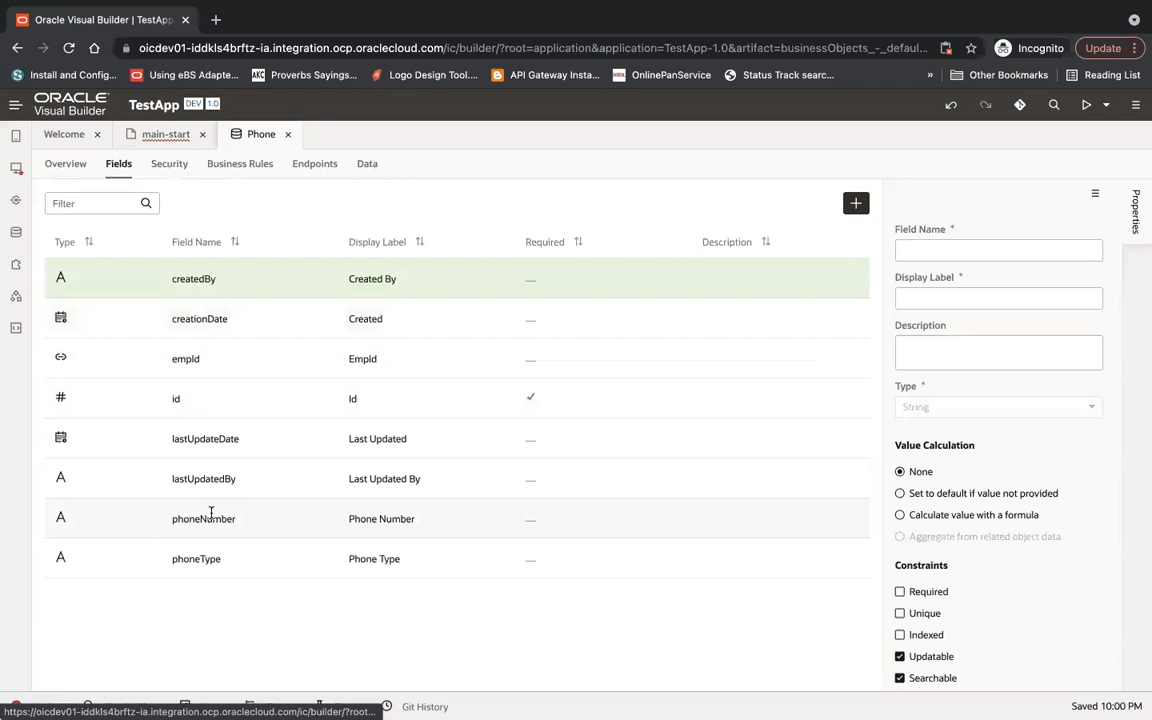 Oracle Visual Builder | TestApp
oicdev01-iddkls4brftz-ia.integration.ocp.oraclecloud.com/ic/builder/?root=application&application=TestApp-1.0&artifact=businessObjects_-_defaul...
Incognito
Update
Install and Config...
Using eBS Adapte...
AKC
Proverbs Sayings...
Logo Design Tool....
API Gateway Insta...
OnlinePanService
Status Track searc...
»
Other Bookmarks
Reading List
ORACLE
Visual Builder
TestApp
DEV 1.0
Welcome
main-start
Phone
Overview
Fields
Security
Business Rules
Endpoints
Data
Filter
Type
Field Name
Display Label
Required
Description
A createdBy Created By —
creationDate Created —
empId EmpId —
# id Id ✓
lastUpdateDate Last Updated —
A lastUpdatedBy Last Updated By —
A phoneNumber Phone Number —
A phoneType Phone Type —
Properties
Field Name *
Display Label *
Description
Type *
String
Value Calculation
None
Set to default if value not provided
Calculate value with a formula
Aggregate from related object data
Constraints
Required
Unique
Indexed
Updatable
Searchable
https://oicdev01-iddkls4brftz-ia.integration.ocp.oraclecloud.com/ic/builder/?root...
Git History
Saved 10:00 PM